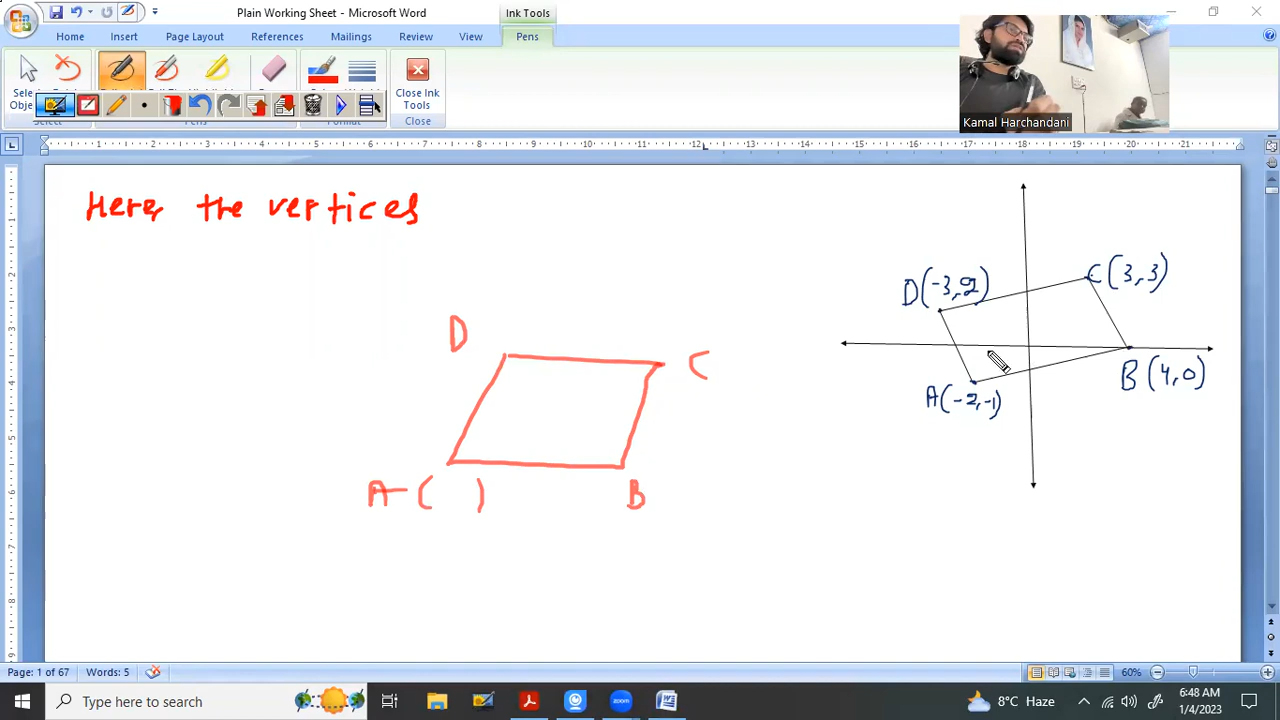 Plain Working Sheet - Microsoft Word
Ink Tools
Home Insert Page Layout References Mailings Review View Pens
Close Ink Tools
Close
Kamal Harchandani
Here, the vertices
D(-3,2)
C(3,3)
D
C
B(4,0)
A(-2,-1)
A ( )
B
Page: 1 of 67
Words: 5
60%
Type here to search
8°C Haze
6:48 AM
1/4/2023